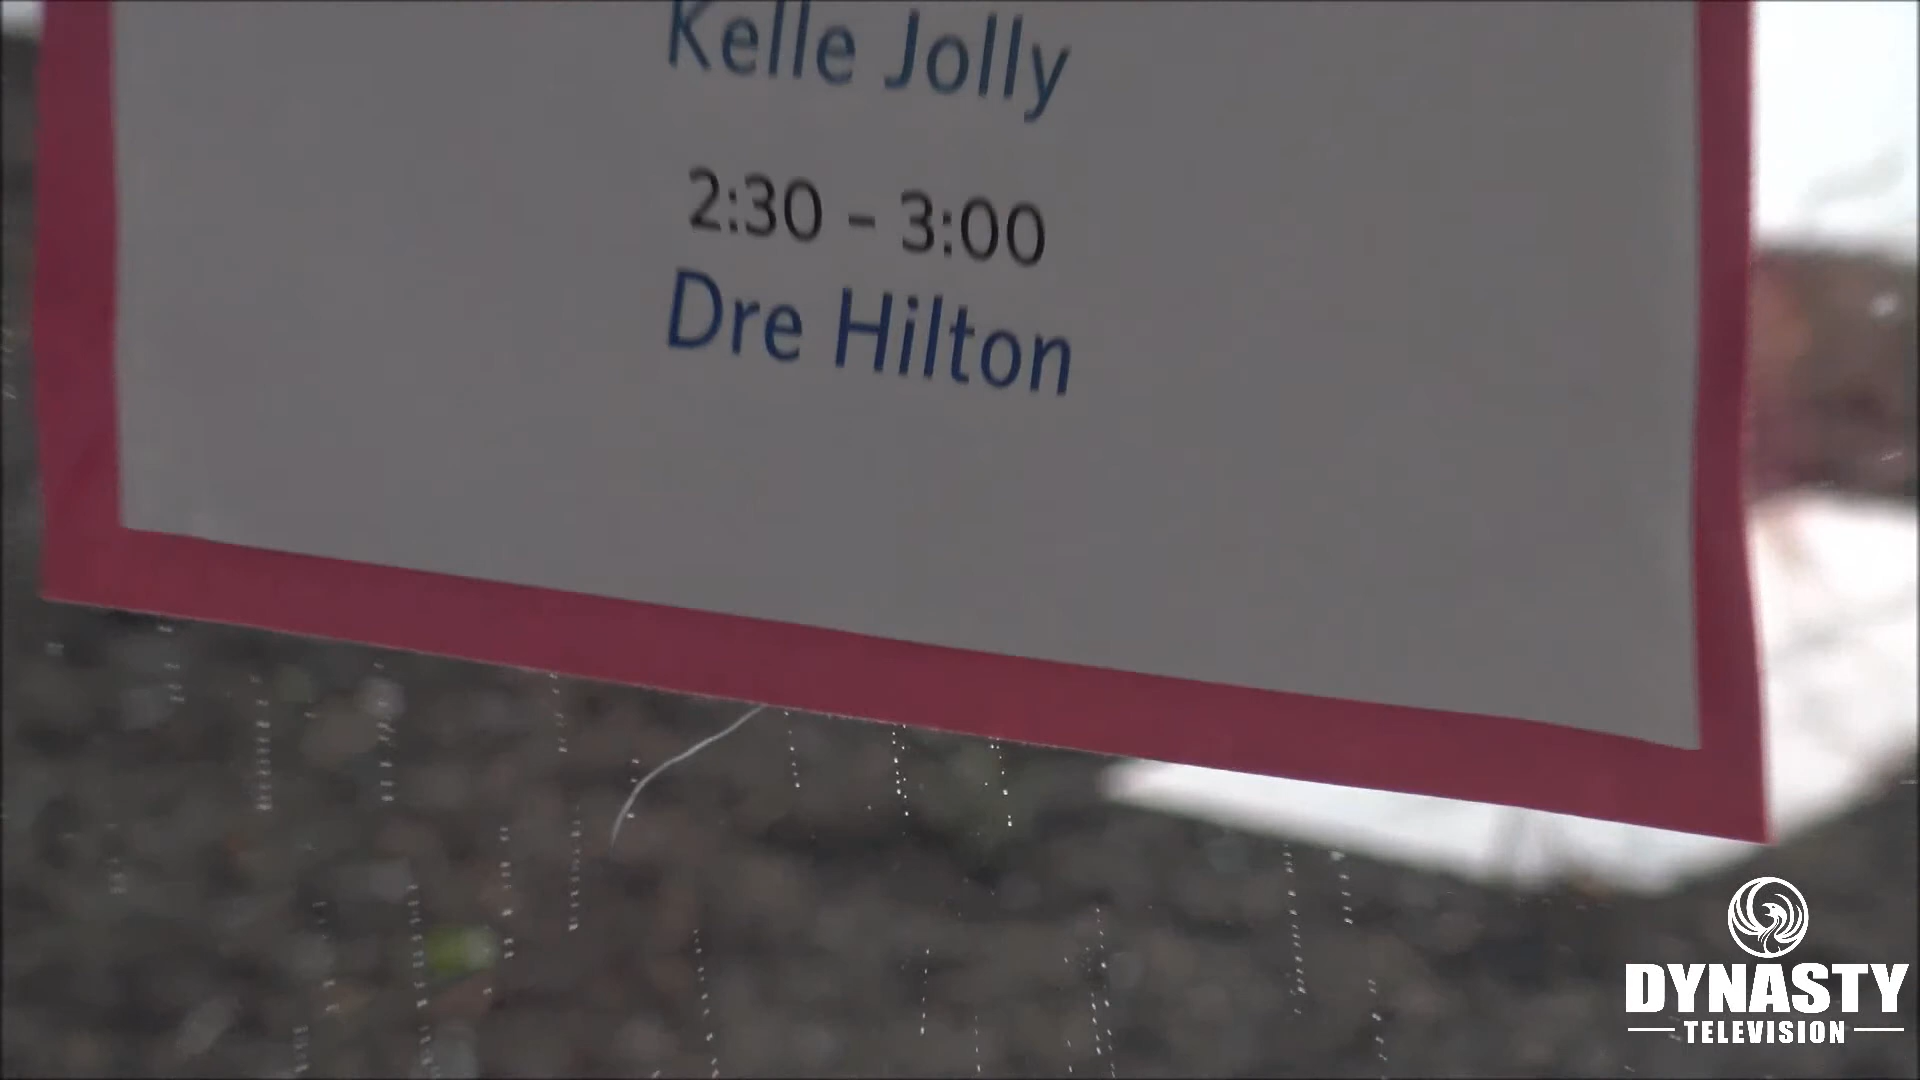 Kelle Jolly
2:30 – 3:00
Dre Hilton
DYNASTY
TELEVISION